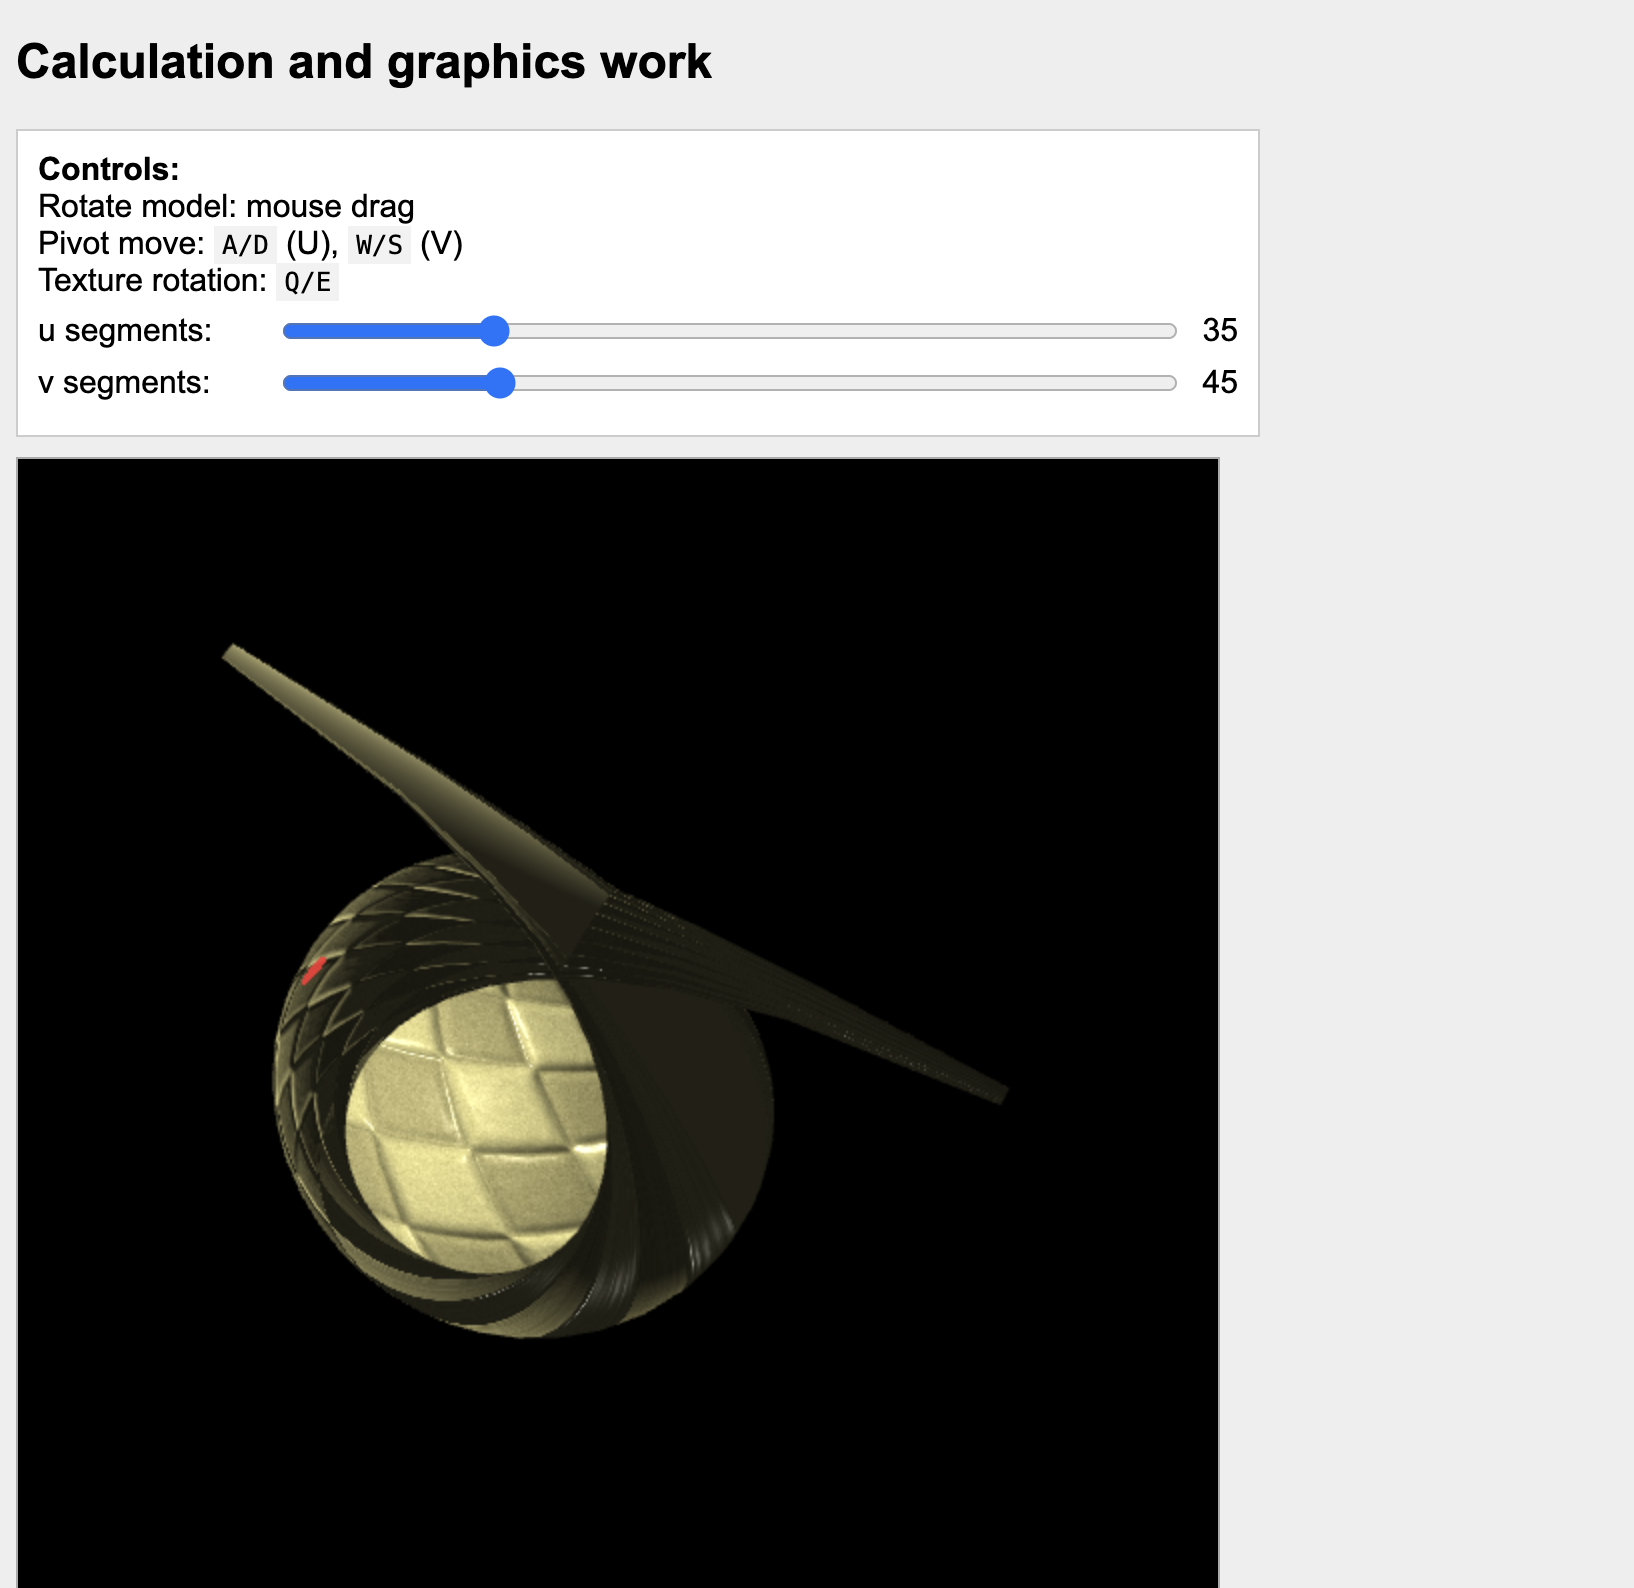 Calculation and graphics work
Controls:
Rotate model: mouse drag
Pivot move: A/D (U), W/S (V)
Texture rotation: Q/E
u segments: 35
v segments: 45